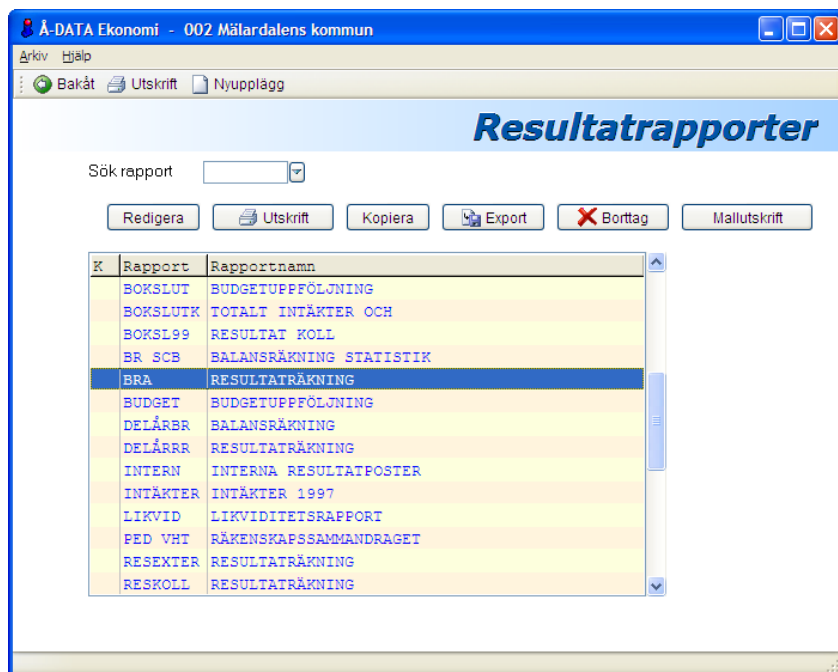 Å-DATA Ekonomi - 002 Mälardalens kommun
Arkiv Hjälp
Bakåt Utskrift Nyupplägg
Resultatrapporter
Sök rapport
Redigera Utskrift Kopiera Export Borttag Mallutskrift
K Rapport Rapportnamn
BOKSLUT BUDGETUPPFÖLJNING
BOKSLUTK TOTALT INTÄKTER OCH
BOKSL99 RESULTAT KOLL
BR SCB BALANSRÄKNING STATISTIK
BRA RESULTATRÄKNING
BUDGET BUDGETUPPFÖLJNING
DELÅRBR BALANSRÄKNING
DELÅRRR RESULTATRÄKNING
INTERN INTERNA RESULTATPOSTER
INTÄKTER INTÄKTER 1997
LIKVID LIKVIDITETSRAPPORT
PED VHT RÄKENSKAPSSAMMANDRAGET
RESEXTER RESULTATRÄKNING
RESKOLL RESULTATRÄKNING